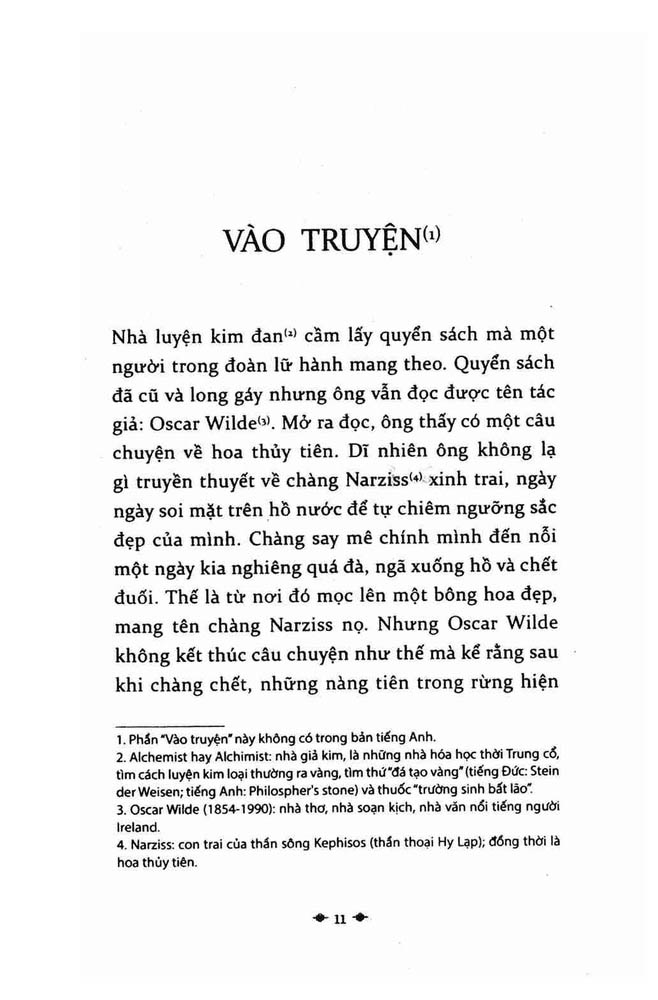 VÀO TRUYỆN(1)
Nhà luyện kim đan(2) cầm lấy quyển sách mà một
người trong đoàn lữ hành mang theo. Quyển sách
đã cũ và long gáy nhưng ông vẫn đọc được tên tác
giả: Oscar Wilde(3). Mở ra đọc, ông thấy có một câu
chuyện về hoa thủy tiên. Dĩ nhiên ông không lạ
gì truyền thuyết về chàng Narziss(4) xinh trai, ngày
ngày soi mặt trên hồ nước để tự chiêm ngưỡng sắc
đẹp của mình. Chàng say mê chính mình đến nỗi
một ngày kia nghiêng quá đà, ngã xuống hồ và chết
đuối. Thế là từ nơi đó mọc lên một bông hoa đẹp,
mang tên chàng Narziss nọ. Nhưng Oscar Wilde
không kết thúc câu chuyện như thế mà kể rằng sau
khi chàng chết, những nàng tiên trong rừng hiện
1. Phần "Vào truyện" này không có trong bản tiếng Anh.
2. Alchemist hay Alchimist: nhà giả kim, là những nhà hóa học thời Trung cổ,
tìm cách luyện kim loại thường ra vàng, tìm thứ "đá tạo vàng" (tiếng Đức: Stein
der Weisen; tiếng Anh: Philospher's stone) và thuốc "trường sinh bất lão".
3. Oscar Wilde (1854-1990): nhà thơ, nhà soạn kịch, nhà văn nổi tiếng người
Ireland.
4. Narziss: con trai của thần sông Kephisos (thần thoại Hy Lạp); đồng thời là
hoa thủy tiên.
11